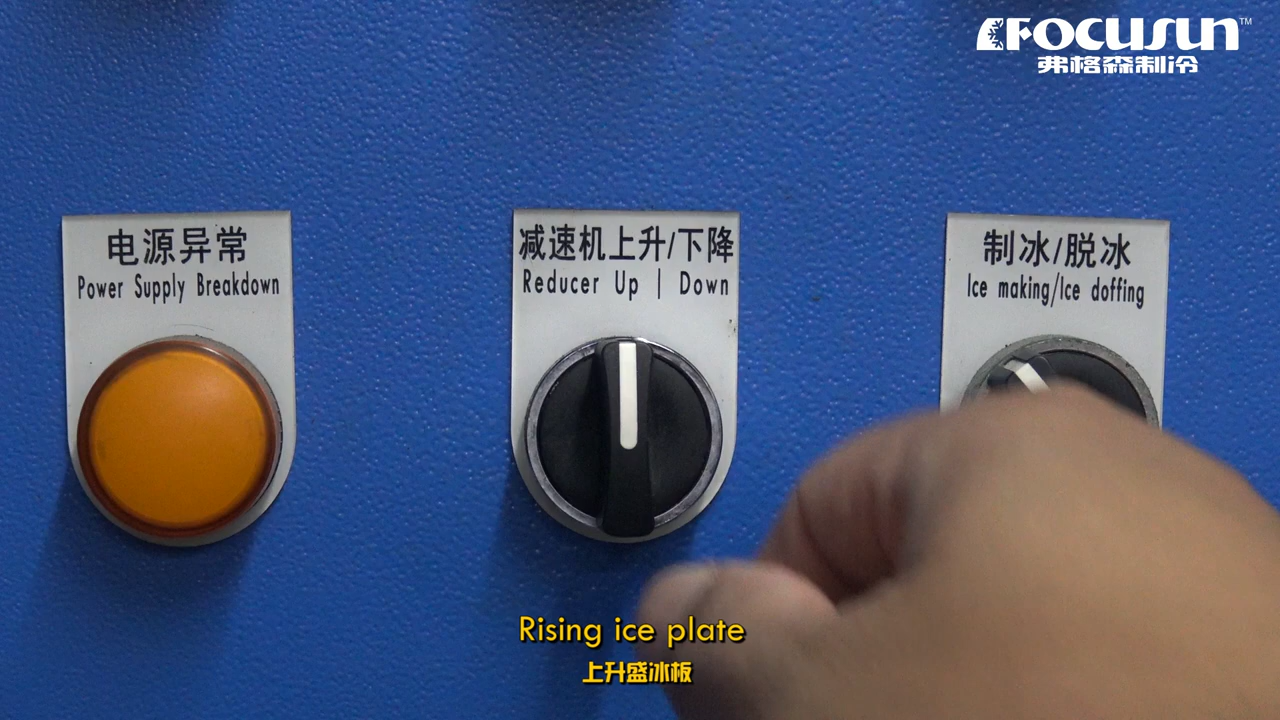 FOCUSUN™
弗格森制冷
电源异常
Power Supply Breakdown
减速机上升/下降
Reducer Up | Down
制冰/脱冰
Ice making/Ice doffing
Rising ice plate
上升盛冰板